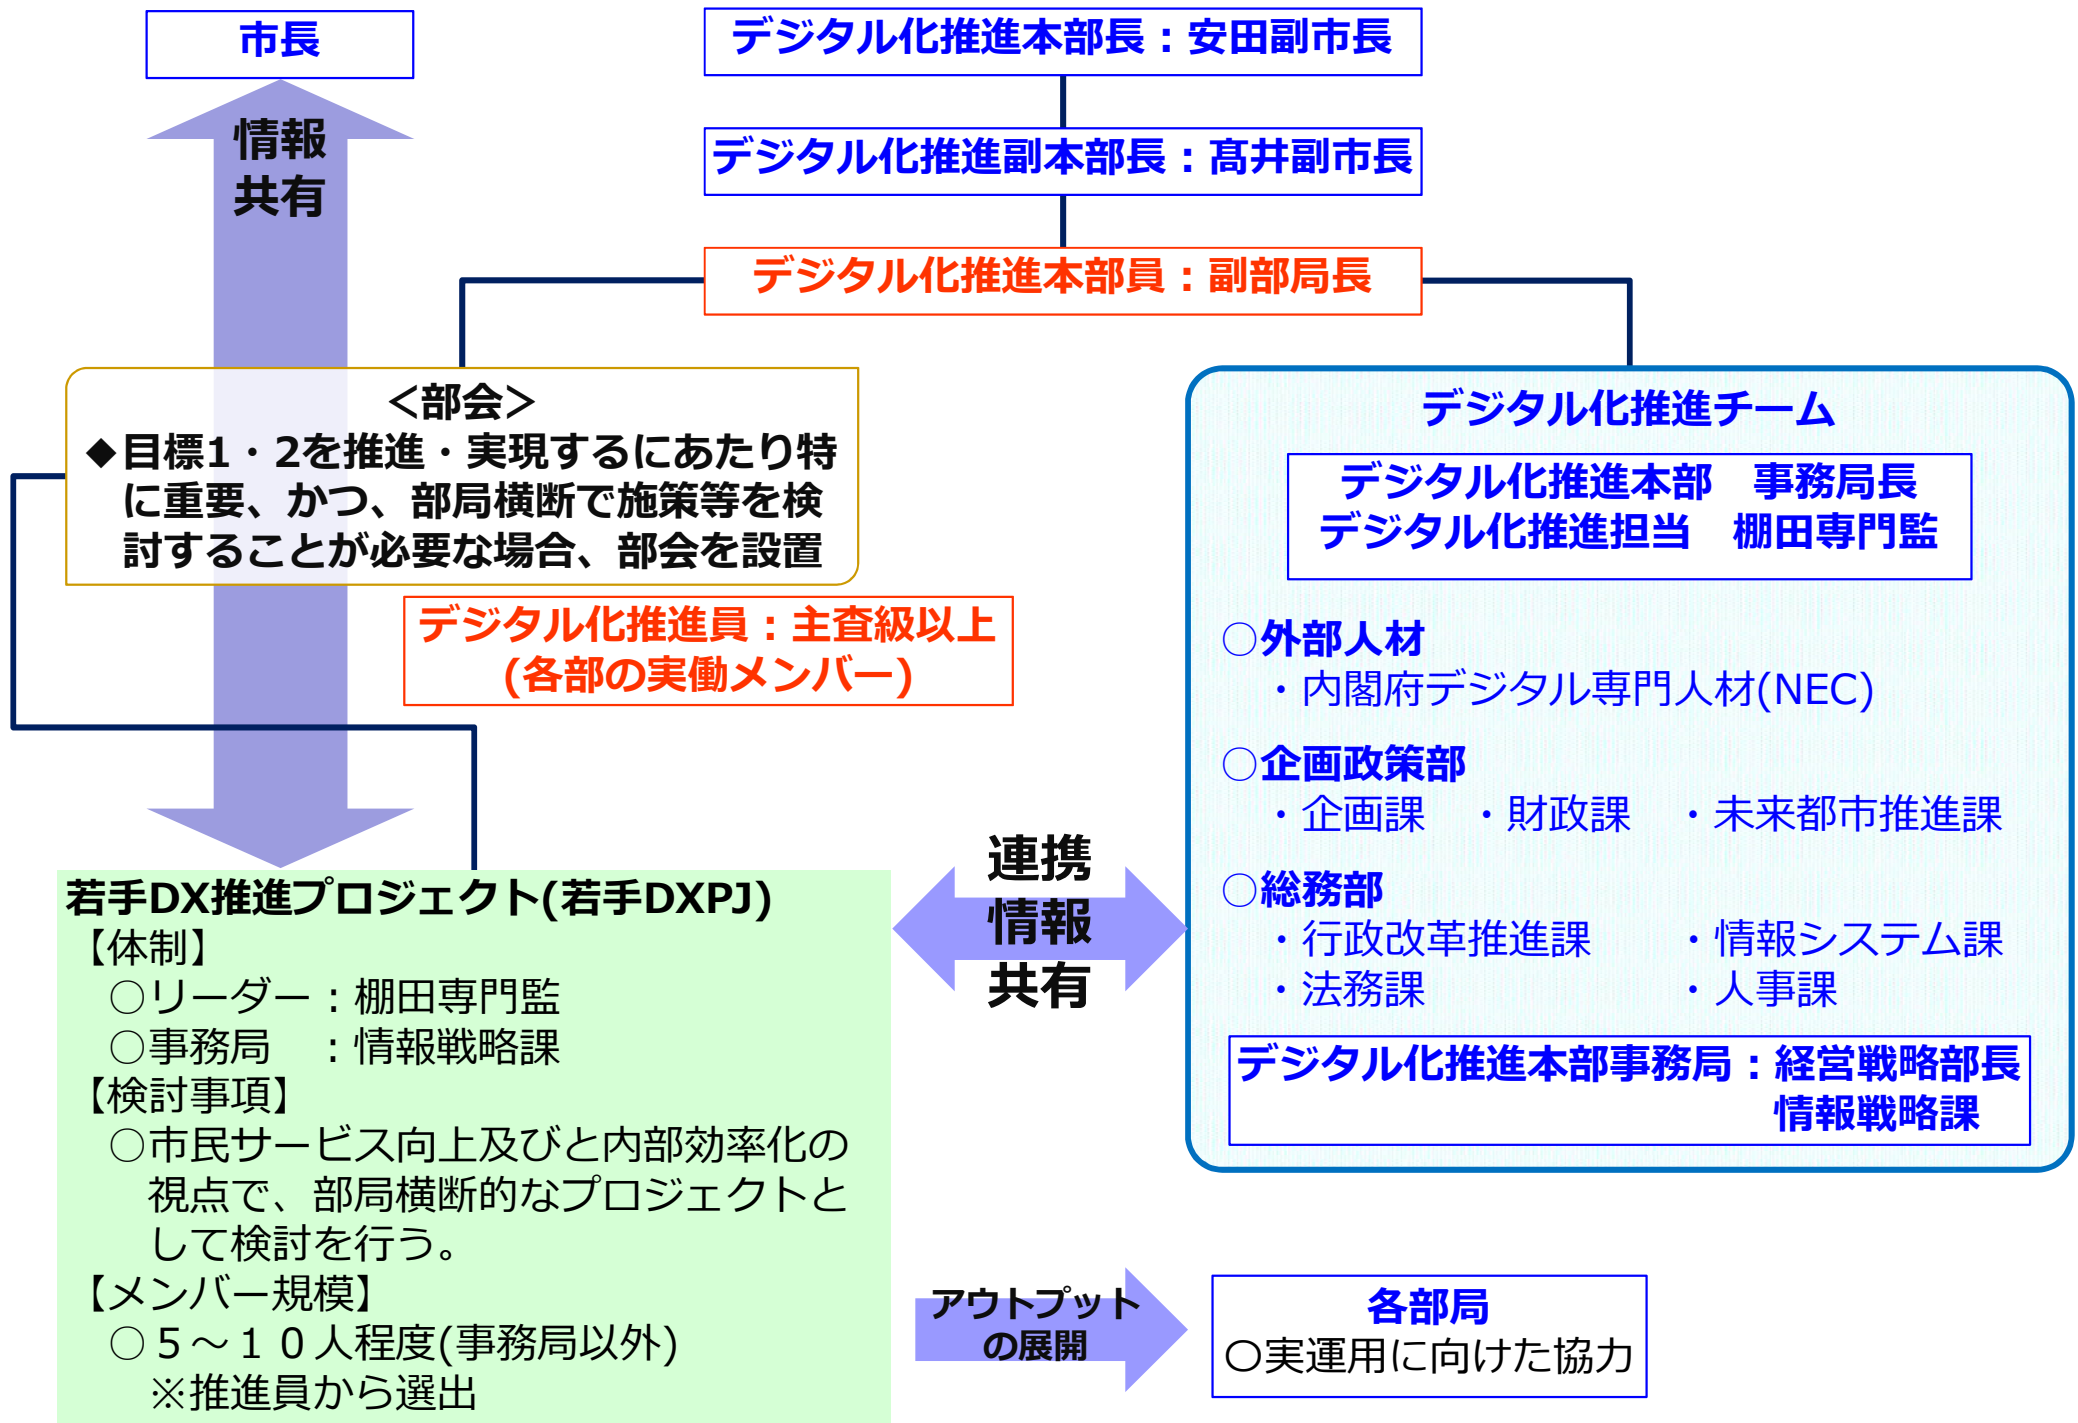 市長
情報
共有
デジタル化推進本部長：安田副市長
デジタル化推進副本部長：髙井副市長
デジタル化推進本部員：副部局長
＜部会＞
◆目標1・2を推進・実現するにあたり特
に重要、かつ、部局横断で施策等を検
討することが必要な場合、部会を設置
デジタル化推進員：主査級以上
(各部の実働メンバー)
デジタル化推進チーム
デジタル化推進本部　事務局長
デジタル化推進担当　棚田専門監
○外部人材
・内閣府デジタル専門人材(NEC)
○企画政策部
・企画課　・財政課　・未来都市推進課
○総務部
・行政改革推進課　・情報システム課
・法務課　・人事課
デジタル化推進本部事務局：経営戦略部長
情報戦略課
連携
情報
共有
若手DX推進プロジェクト(若手DXPJ)
【体制】
○リーダー：棚田専門監
○事務局　：情報戦略課
【検討事項】
○市民サービス向上及びと内部効率化の
視点で、部局横断的なプロジェクトと
して検討を行う。
【メンバー規模】
○５～１０人程度(事務局以外)
※推進員から選出
アウトプット
の展開
各部局
〇実運用に向けた協力